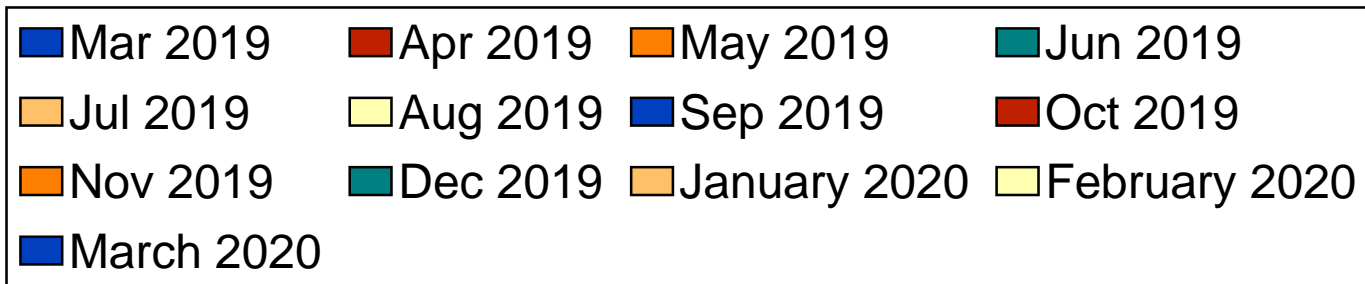 Mar 2019 Apr 2019 May 2019 Jun 2019
Jul 2019 Aug 2019 Sep 2019 Oct 2019
Nov 2019 Dec 2019 January 2020 February 2020
March 2020